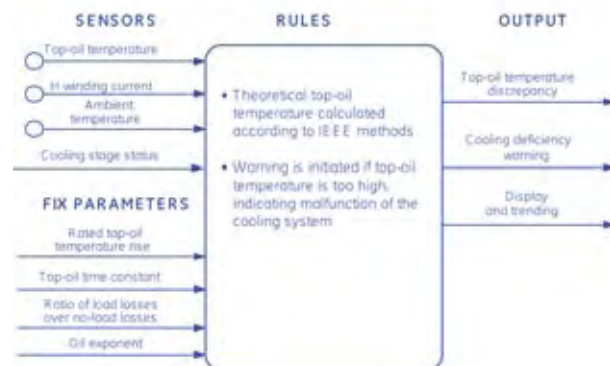 SENSORS
Top-oil temperature
H winding current
Ambient
temperature
Cooling stage status
FIX PARAMETERS
Rated top-oil
temperature rise
Top-oil time constant
Ratio of load losses
over no-load losses
Oil exponent
RULES
• Theoretical top-oil
temperature calculated
according to IEEE methods
• Warning is initiated if top-oil
temperature is too high,
indicating malfunction of the
cooling system
OUTPUT
Top-oil temperature
discrepancy
Cooling deficiency
warning
Display
and trending